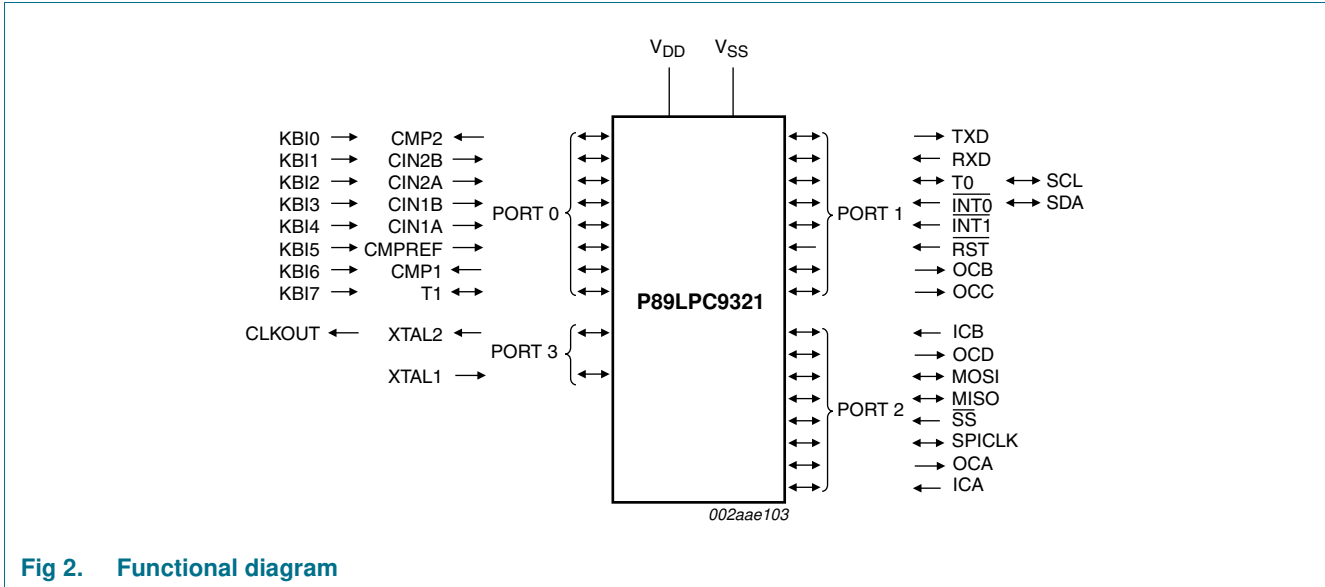 VDD VSS
KBI0 CMP2 TXD
KBI1 CIN2B RXD
KBI2 CIN2A T0 SCL
KBI3 CIN1B PORT 0 PORT 1 INT0 SDA
KBI4 CIN1A INT1
KBI5 CMPREF RST
KBI6 CMP1 OCB
KBI7 T1 P89LPC9321 OCC
CLKOUT XTAL2 PORT 3 ICB
OCD
XTAL1 MOSI
PORT 2 MISO
SS
SPICLK
OCA
ICA
002aae103
Fig 2. Functional diagram